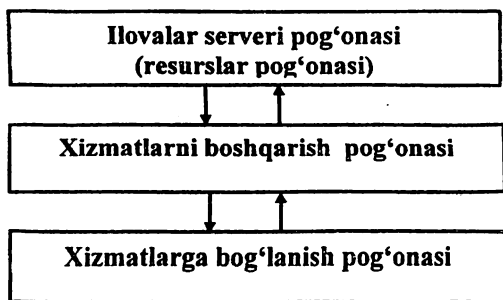 Ilovalar serveri pog‘onasi
(resurslar pog‘onasi)
Xizmatlarni boshqarish pog‘onasi
Xizmatlarga bog‘lanish pog‘onasi